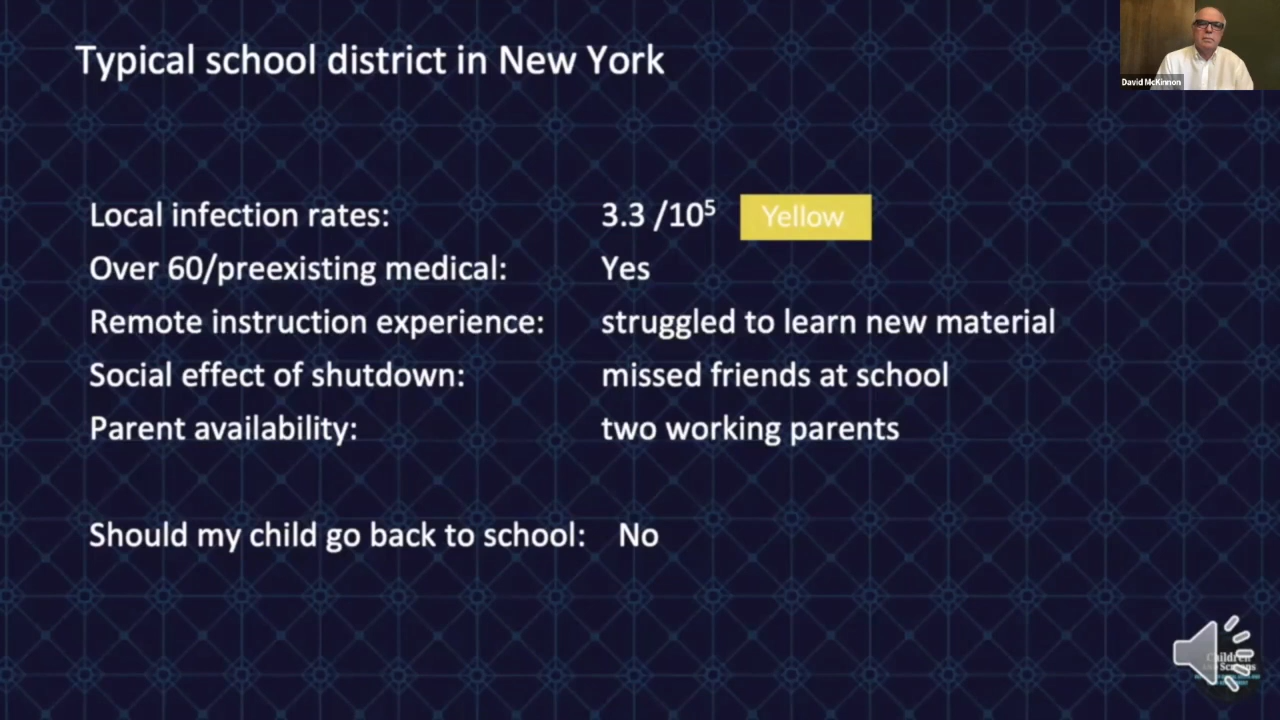 Typical school district in New York
David McKinnon
Local infection rates: 3.3 /10⁵ Yellow
Over 60/preexisting medical: Yes
Remote instruction experience: struggled to learn new material
Social effect of shutdown: missed friends at school
Parent availability: two working parents
Should my child go back to school: No
Children
Screens